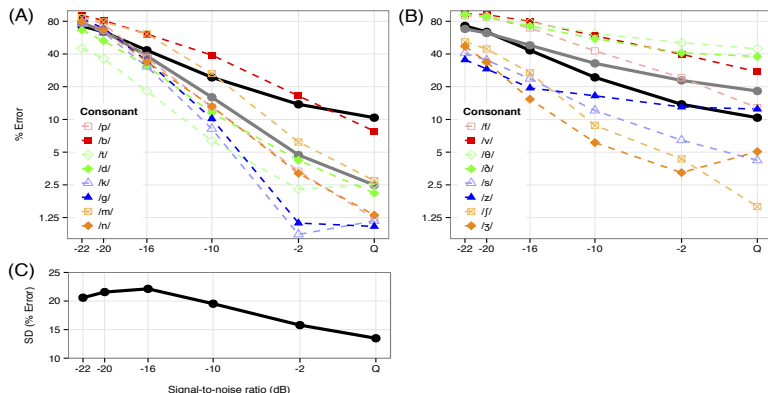 (A)
% Error
80
40
20
10
5
2.5
1.25
Consonant
/p/
/b/
/t/
/d/
/k/
/g/
/m/
/n/
-22
-20
-16
-10
-2
Q
(B)
80
40
20
10
5
2.5
1.25
Consonant
/f/
/v/
/θ/
/ð/
/s/
/z/
/ʃ/
/ʒ/
-22
-20
-16
-10
-2
Q
(C)
SD (% Error)
25
20
15
10
-22
-20
-16
-10
-2
Q
Signal-to-noise ratio (dB)